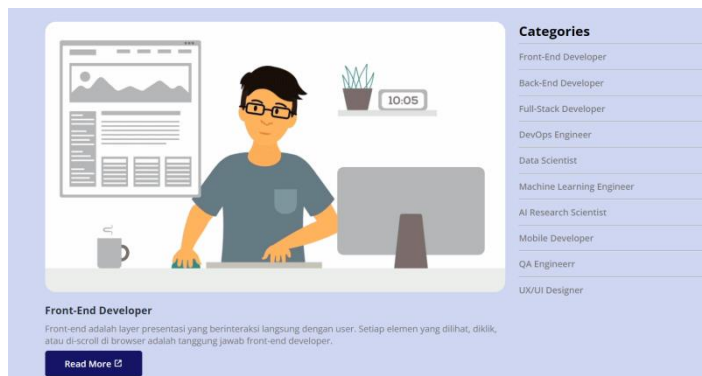 10:05
Front-End Developer
Front-end adalah layer presentasi yang berinteraksi langsung dengan user. Setiap elemen yang dilihat, diklik,
atau di-scroll di browser adalah tanggung jawab front-end developer.
Read More
Categories
Front-End Developer
Back-End Developer
Full-Stack Developer
DevOps Engineer
Data Scientist
Machine Learning Engineer
AI Research Scientist
Mobile Developer
QA Engineerr
UX/UI Designer